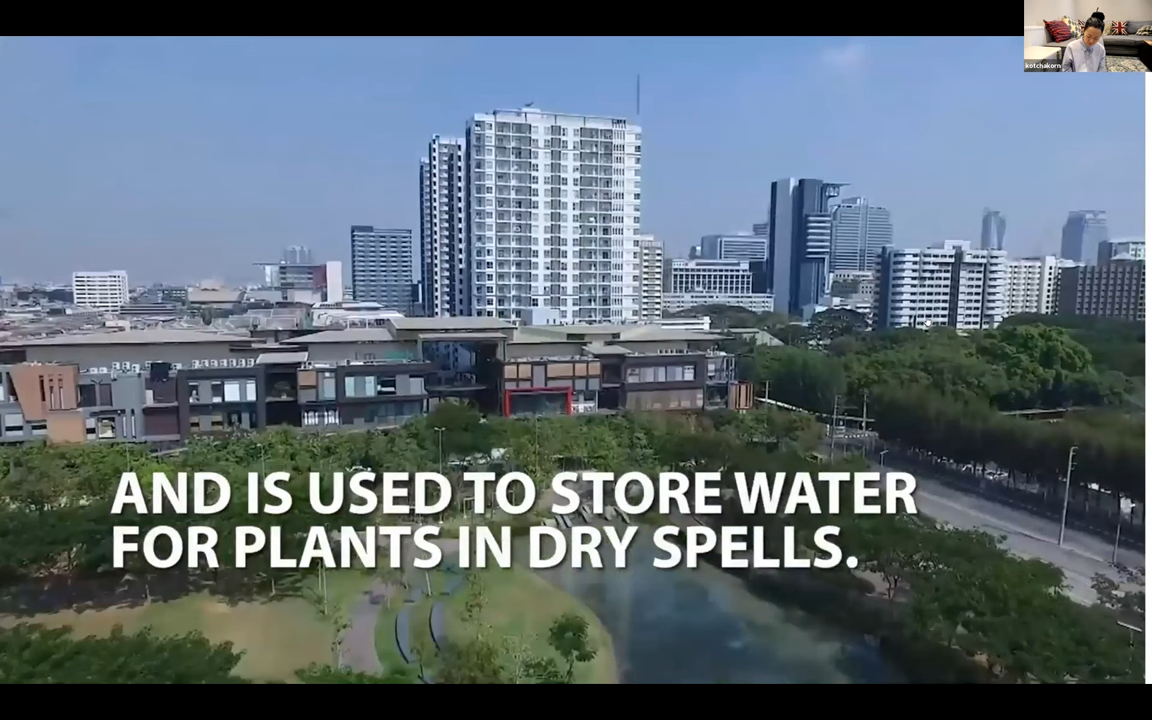 kotchakorn
AND IS USED TO STORE WATER
FOR PLANTS IN DRY SPELLS.